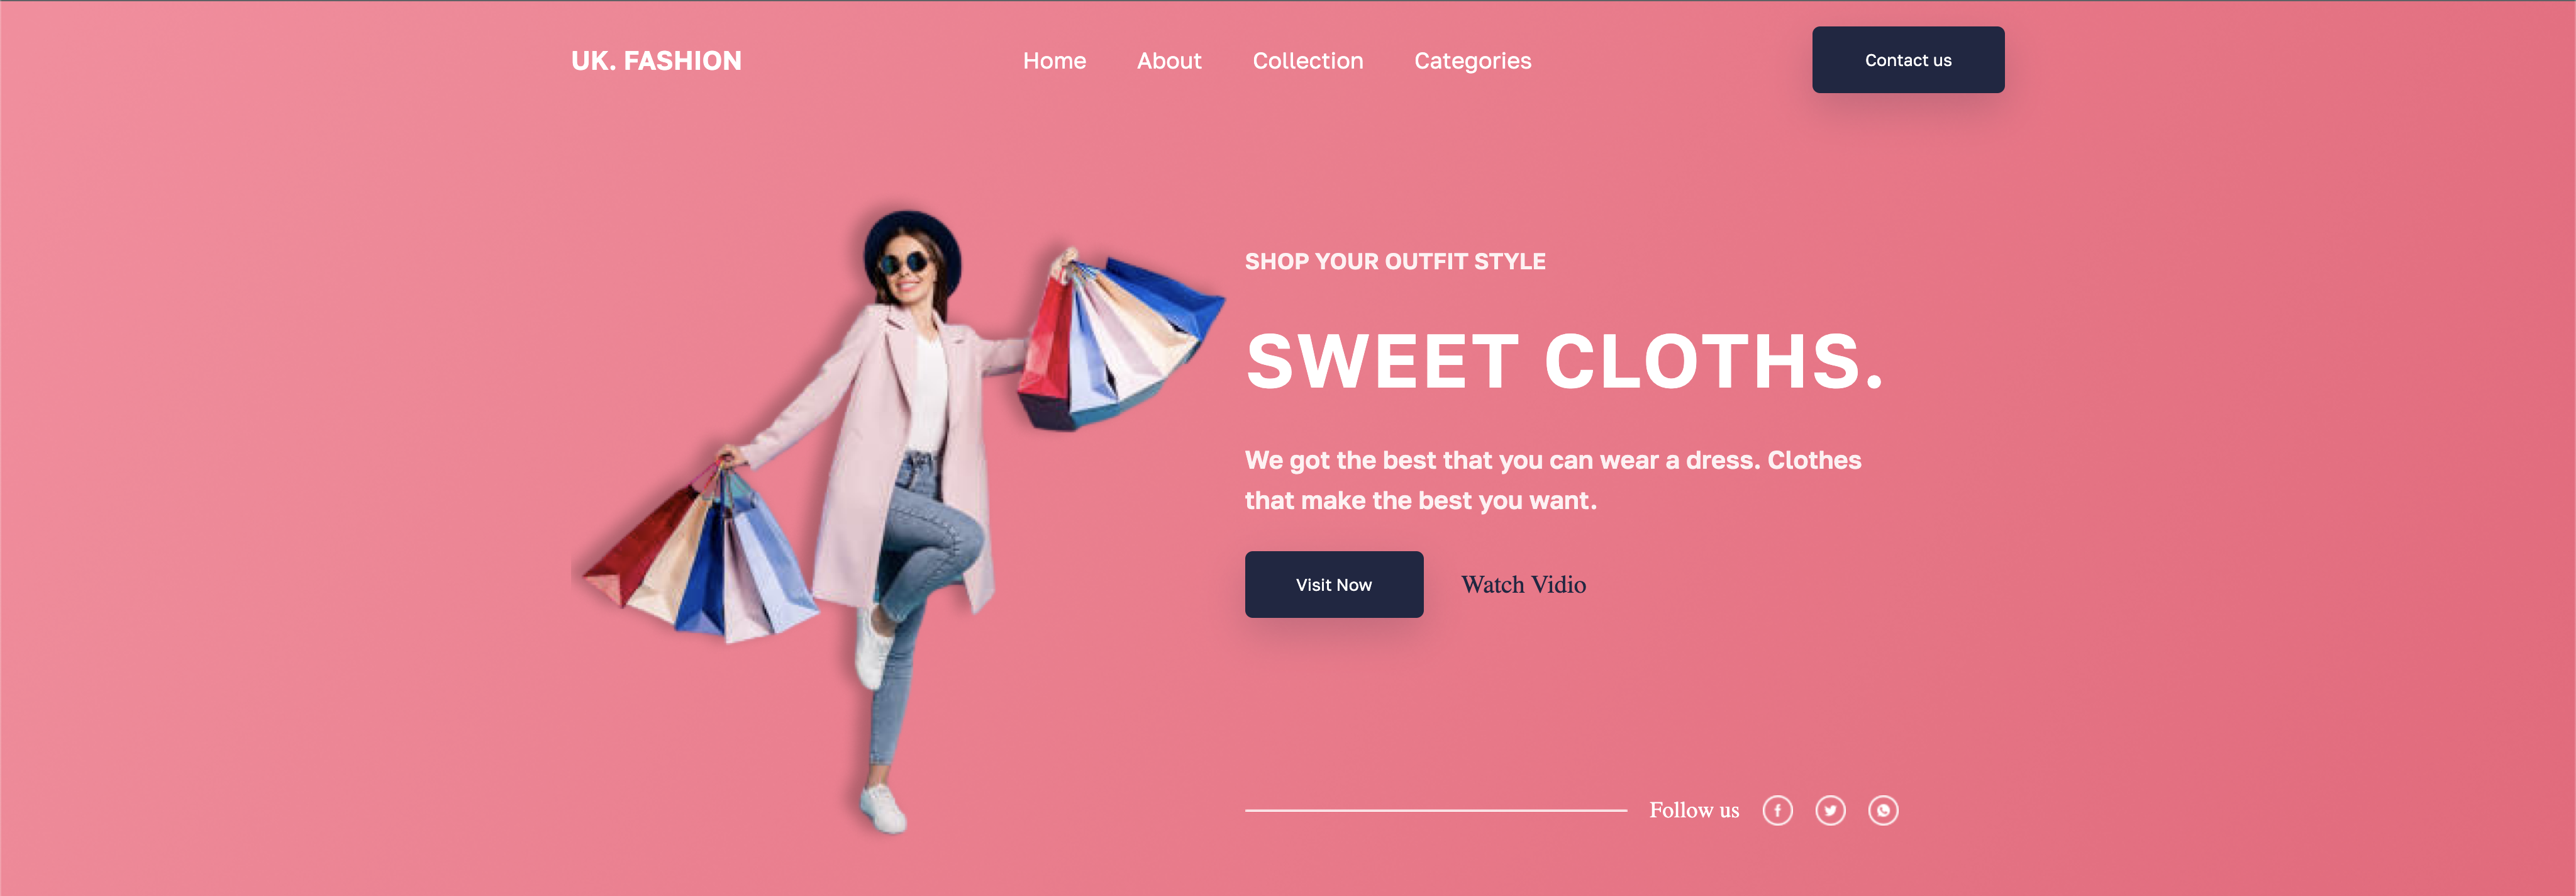 UK. FASHION
Home
About
Collection
Categories
Contact us
SHOP YOUR OUTFIT STYLE
SWEET CLOTHS.
We got the best that you can wear a dress. Clothes
that make the best you want.
Visit Now
Watch Vidio
Follow us